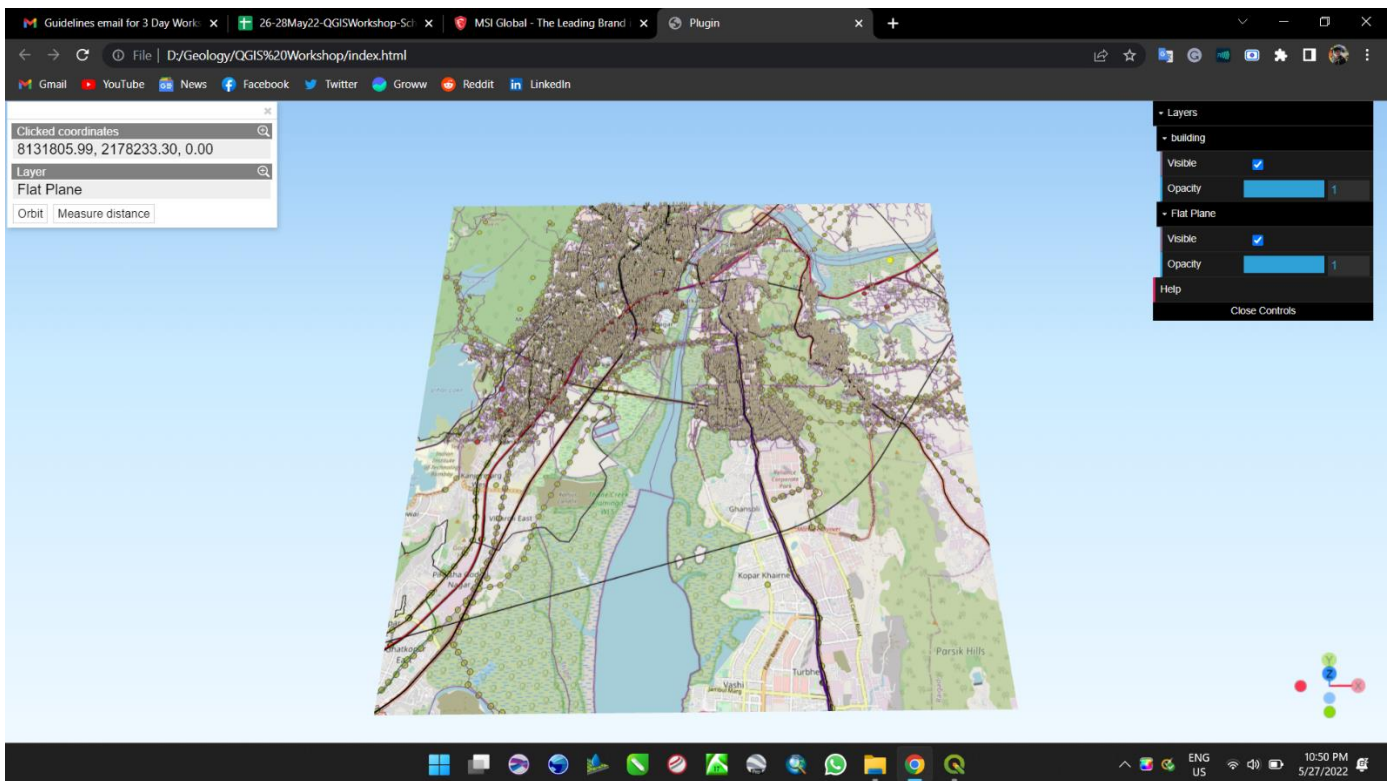 Guidelines email for 3 Day Works
26-28May22-QGISWorkshop-Sch
MSI Global - The Leading Brand
Plugin
File | D:/Geology/QGIS%20Workshop/index.html
Gmail YouTube News Facebook Twitter Groww Reddit LinkedIn
Clicked coordinates
8131805.99, 2178233.30, 0.00
Layer
Flat Plane
Orbit Measure distance
Layers
building
Visible
Opacity 1
Flat Plane
Visible
Opacity 1
Help
Close Controls
Ghansoli
Kopar Khairne
Parsik Hills
Turbhe
Vashi
Y
Z
X
ENG
US
10:50 PM
5/27/2022